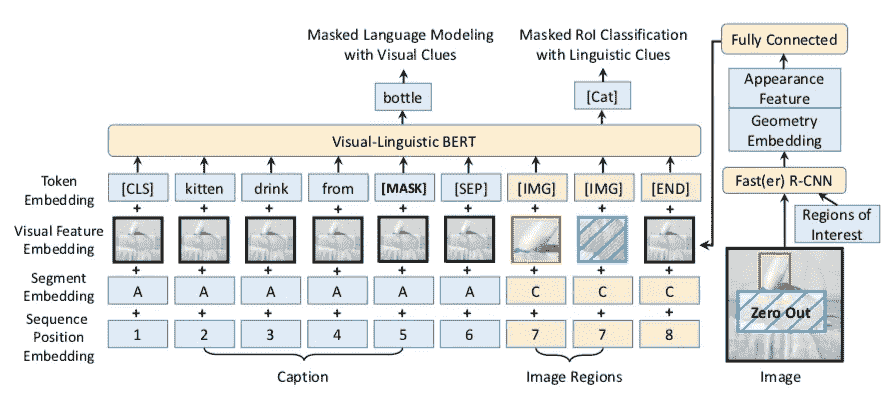 Masked Language Modeling
with Visual Clues
Masked RoI Classification
with Linguistic Clues
Fully Connected
bottle
[Cat]
Appearance
Feature
Geometry
Embedding
Visual-Linguistic BERT
Token
Embedding
[CLS] kitten drink from [MASK] [SEP] [IMG] [IMG] [END]
Fast(er) R-CNN
+ + + + + + + + +
Regions of
Interest
Visual Feature
Embedding
+ + + + + + + + +
Segment
Embedding
A A A A A A C C C
+ + + + + + + + +
Zero Out
Sequence
Position
Embedding
1 2 3 4 5 6 7 7 8
Caption
Image Regions
Image